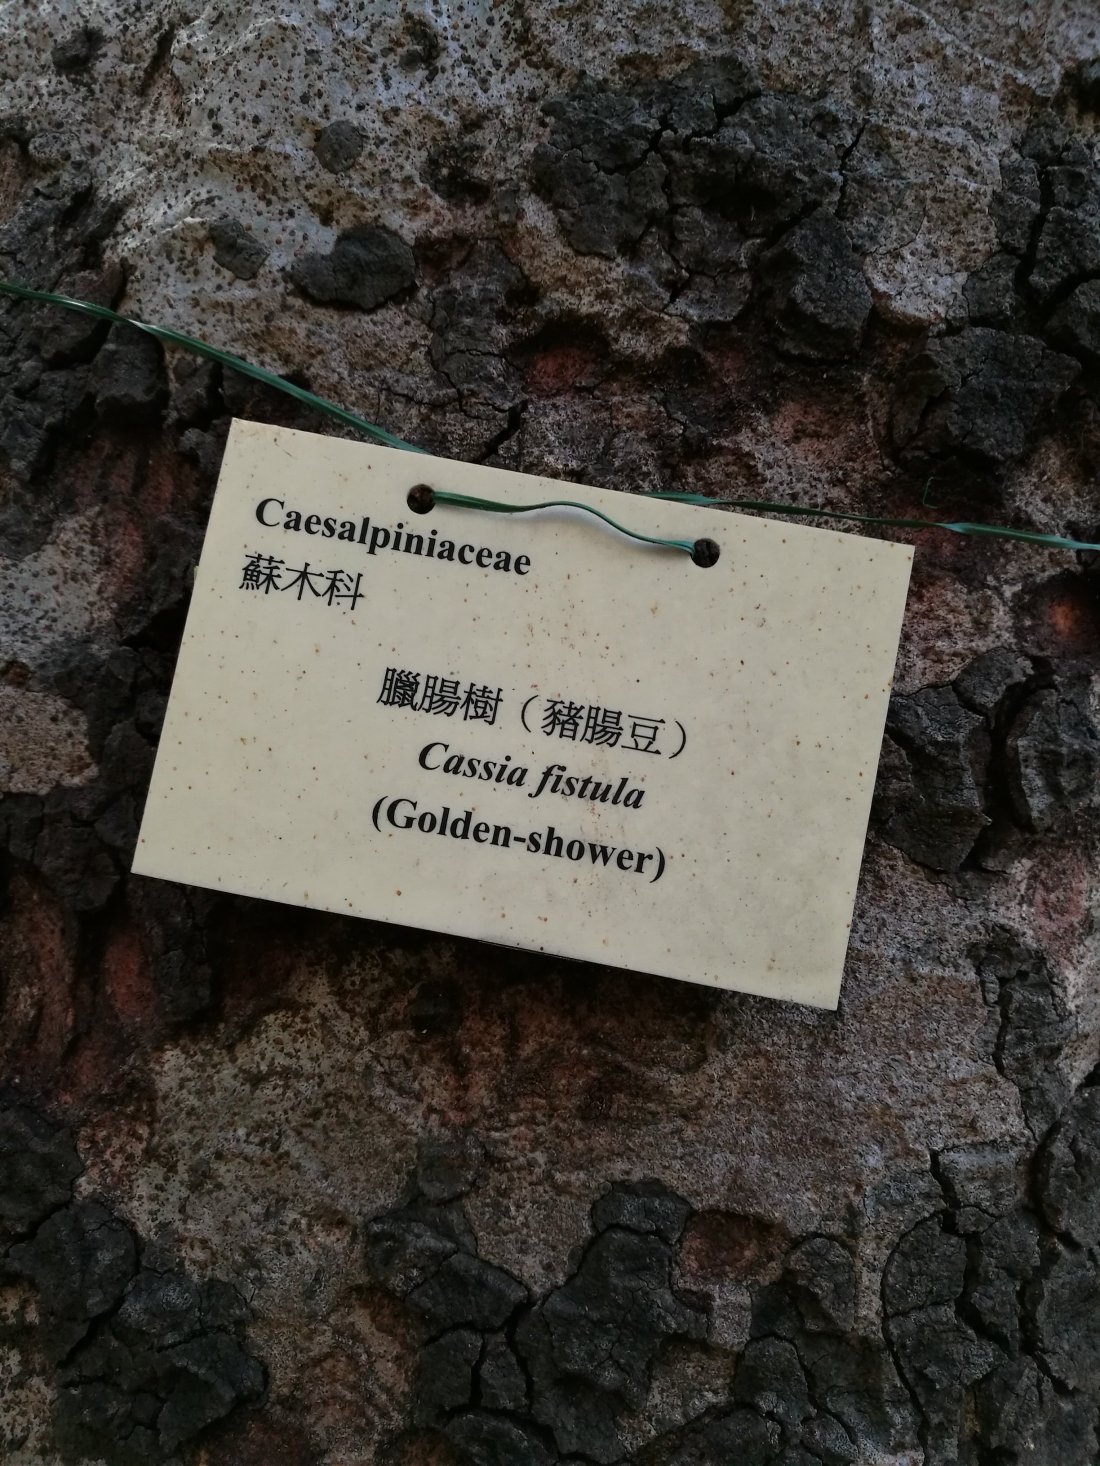 Caesalpiniaceae
蘇木科
臘腸樹（豬腸豆）
Cassia fistula
(Golden-shower)